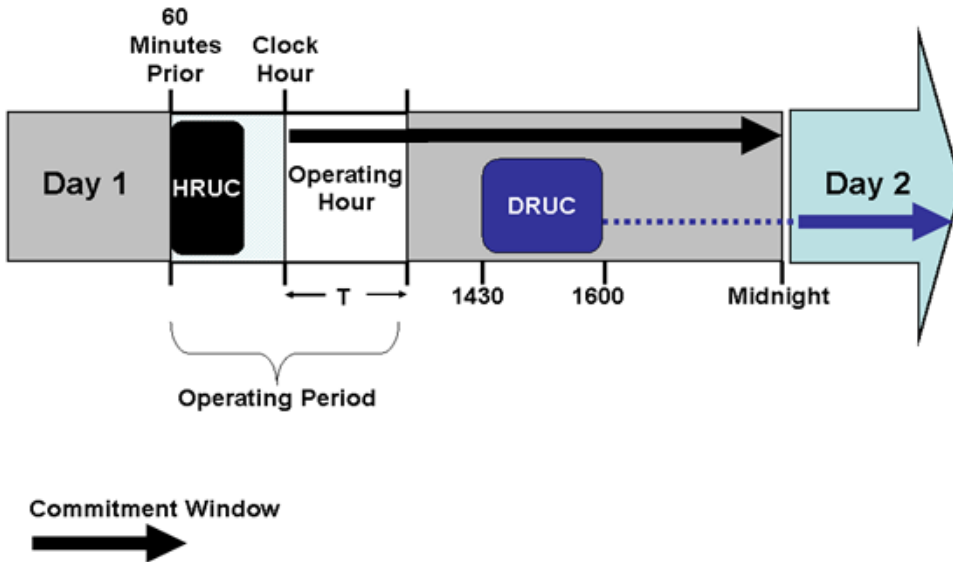 60
Minutes
Prior
Clock
Hour
Day 1
HRUC
Operating
Hour
DRUC
Day 2
T
1430
1600
Midnight
Operating Period
Commitment Window